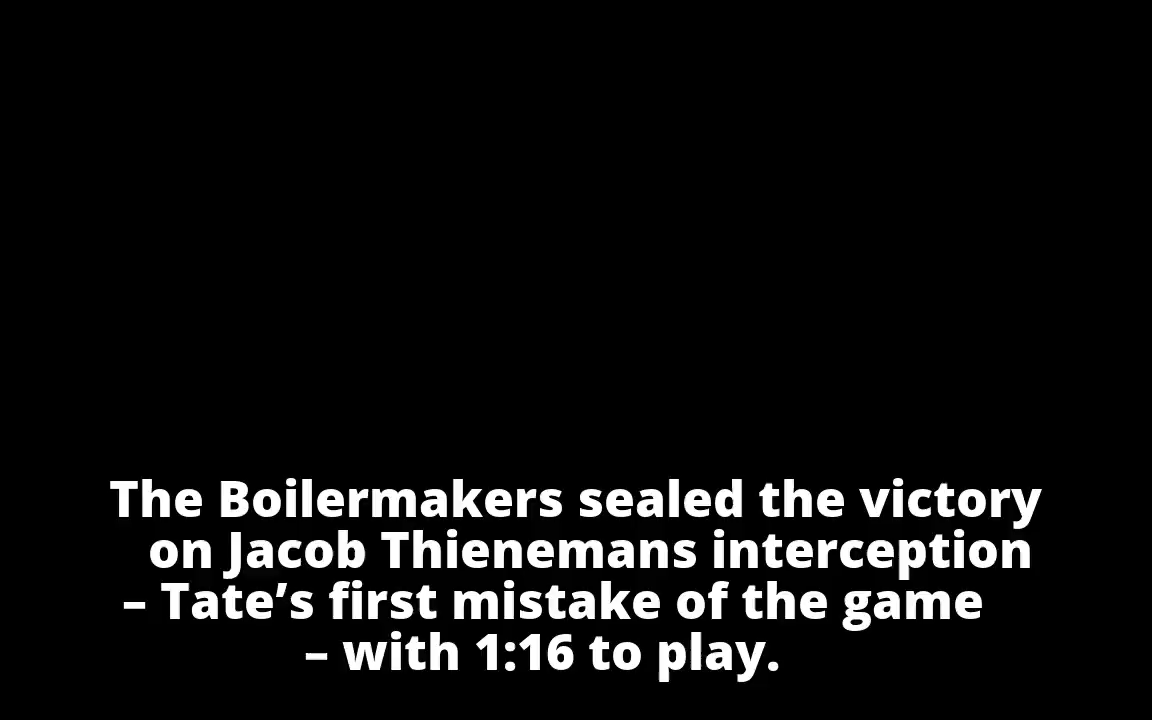 The Boilermakers sealed the victory
on Jacob Thienemans interception
– Tate’s first mistake of the game
– with 1:16 to play.